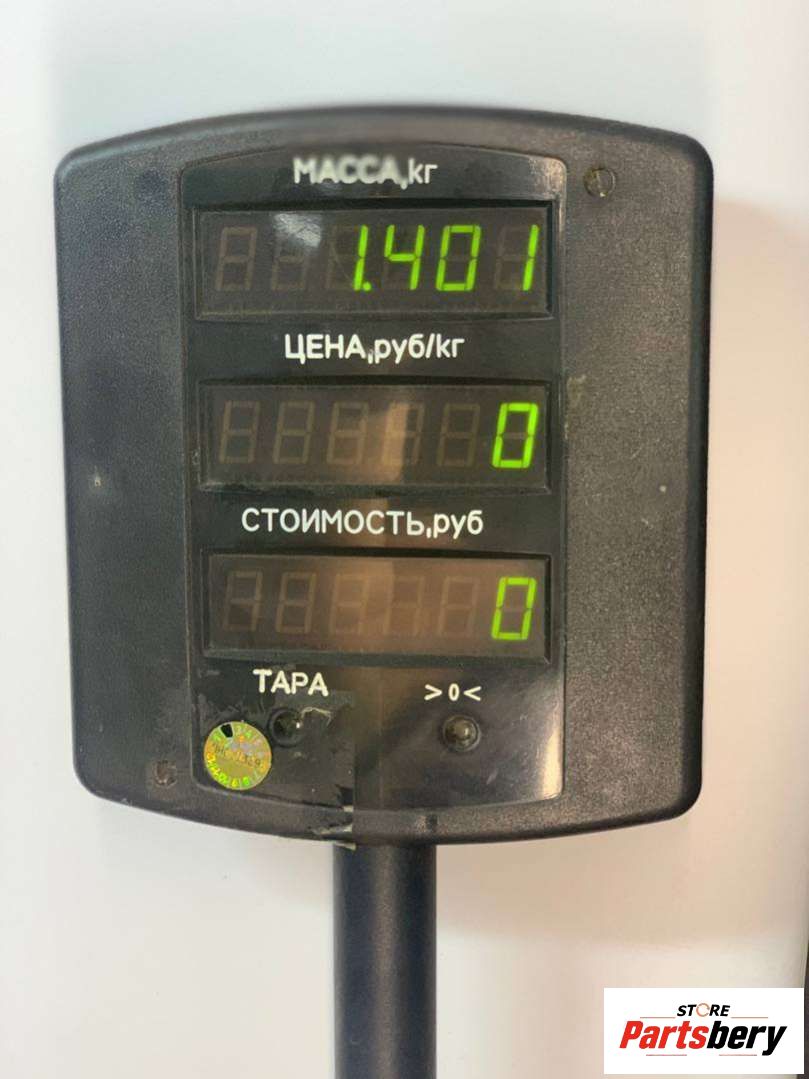 МАССА,кг
1.401
ЦЕНА,руб/кг
0
СТОИМОСТЬ,руб
0
ТАРА >0<
STORE
Partsbery